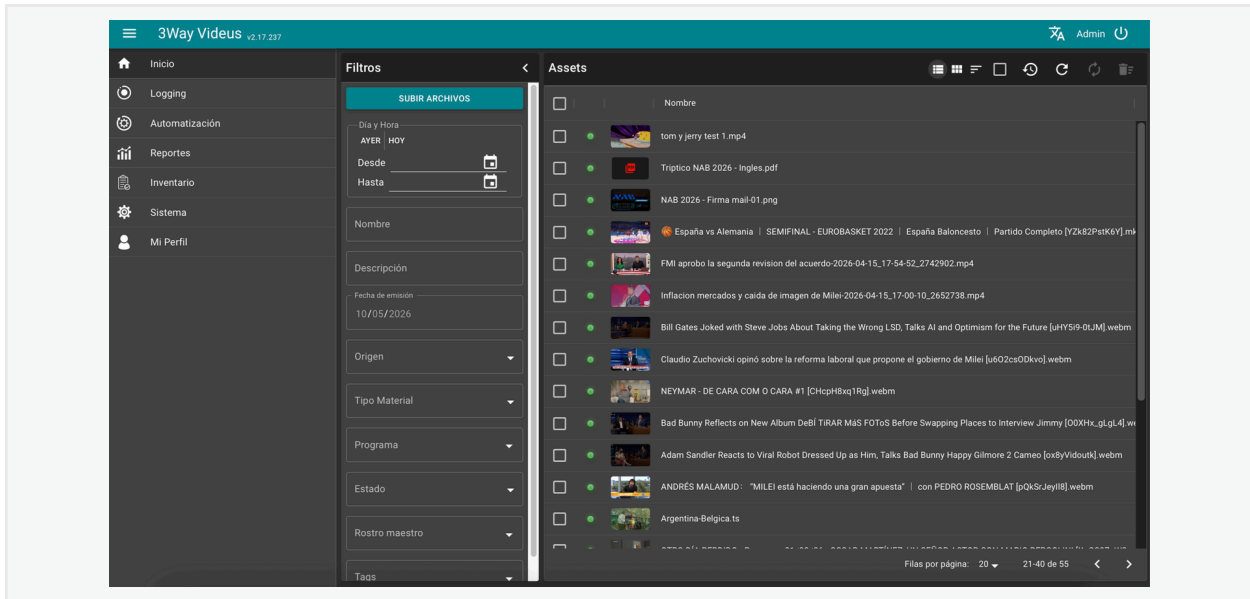 3Way Videus v2.17.237
Admin
Inicio
Logging
Automatización
Reportes
Inventario
Sistema
Mi Perfil
Filtros
SUBIR ARCHIVOS
Día y Hora
AYER HOY
Desde
Hasta
Nombre
Descripción
Fecha de emisión
10/05/2026
Origen
Tipo Material
Programa
Estado
Rostro maestro
Tags
Assets
Nombre
tom y jerry test 1.mp4
Triptico NAB 2026 - Ingles.pdf
NAB 2026 - Firma mail-01.png
🏀 España vs Alemania | SEMIFINAL - EUROBASKET 2022 | España Baloncesto | Partido Completo [YZk82PstK6Y].mk
FMI aprobo la segunda revision del acuerdo-2026-04-15_17-54-52_2742902.mp4
Inflacion mercados y caida de imagen de Milei-2026-04-15_17-00-10_2652738.mp4
Bill Gates Joked with Steve Jobs About Taking the Wrong LSD, Talks AI and Optimism for the Future [uHY5i9-0tJM].webm
Claudio Zuchovicki opinó sobre la reforma laboral que propone el gobierno de Milei [u6O2csODkvo].webm
NEYMAR - DE CARA COM O CARA #1 [CHcpH8xq1Rg].webm
Bad Bunny Reflects on New Album DeBÍ TiRAR MáS FOToS Before Swapping Places to Interview Jimmy [O0XHx_gLgL4].we
Adam Sandler Reacts to Viral Robot Dressed Up as Him, Talks Bad Bunny Happy Gilmore 2 Cameo [ox8yVidoutk].webm
ANDRÉS MALAMUD: “MILEI está haciendo una gran apuesta” | con PEDRO ROSEMBLAT [pQkSrJeyII8].webm
Argentina-Belgica.ts
Filas por página: 20
21-40 de 55